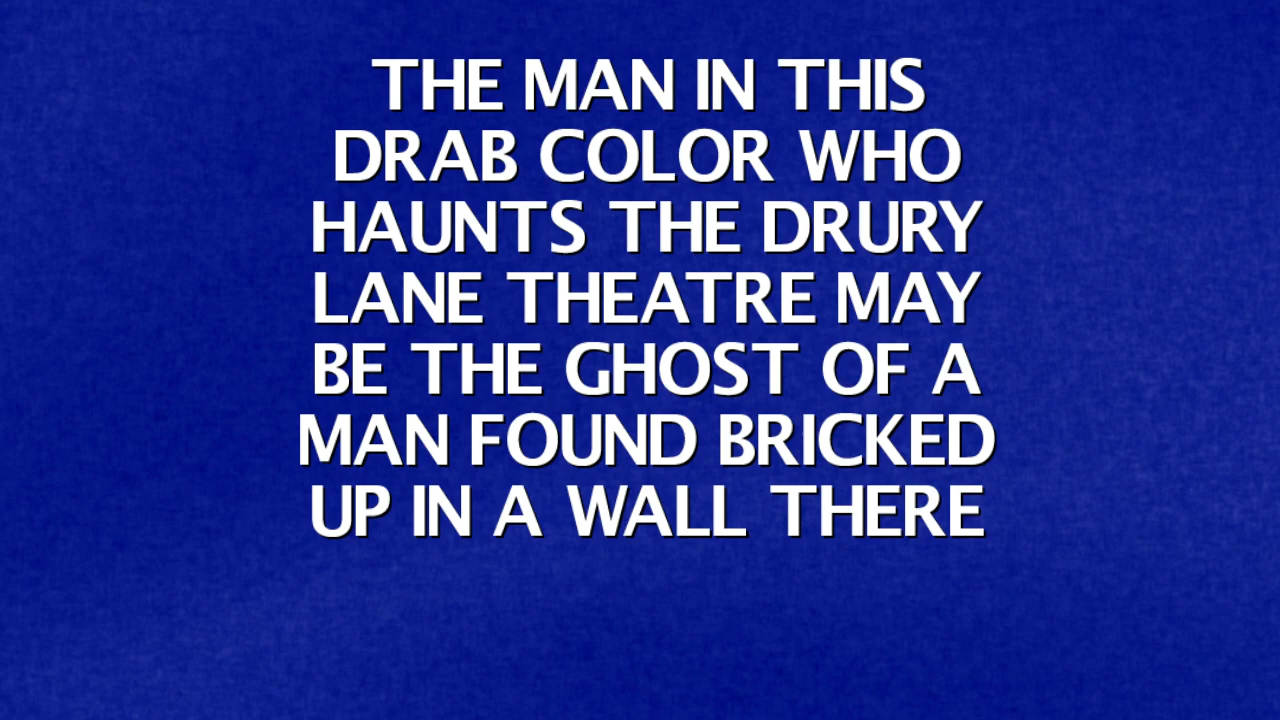 THE MAN IN THIS
DRAB COLOR WHO
HAUNTS THE DRURY
LANE THEATRE MAY
BE THE GHOST OF A
MAN FOUND BRICKED
UP IN A WALL THERE